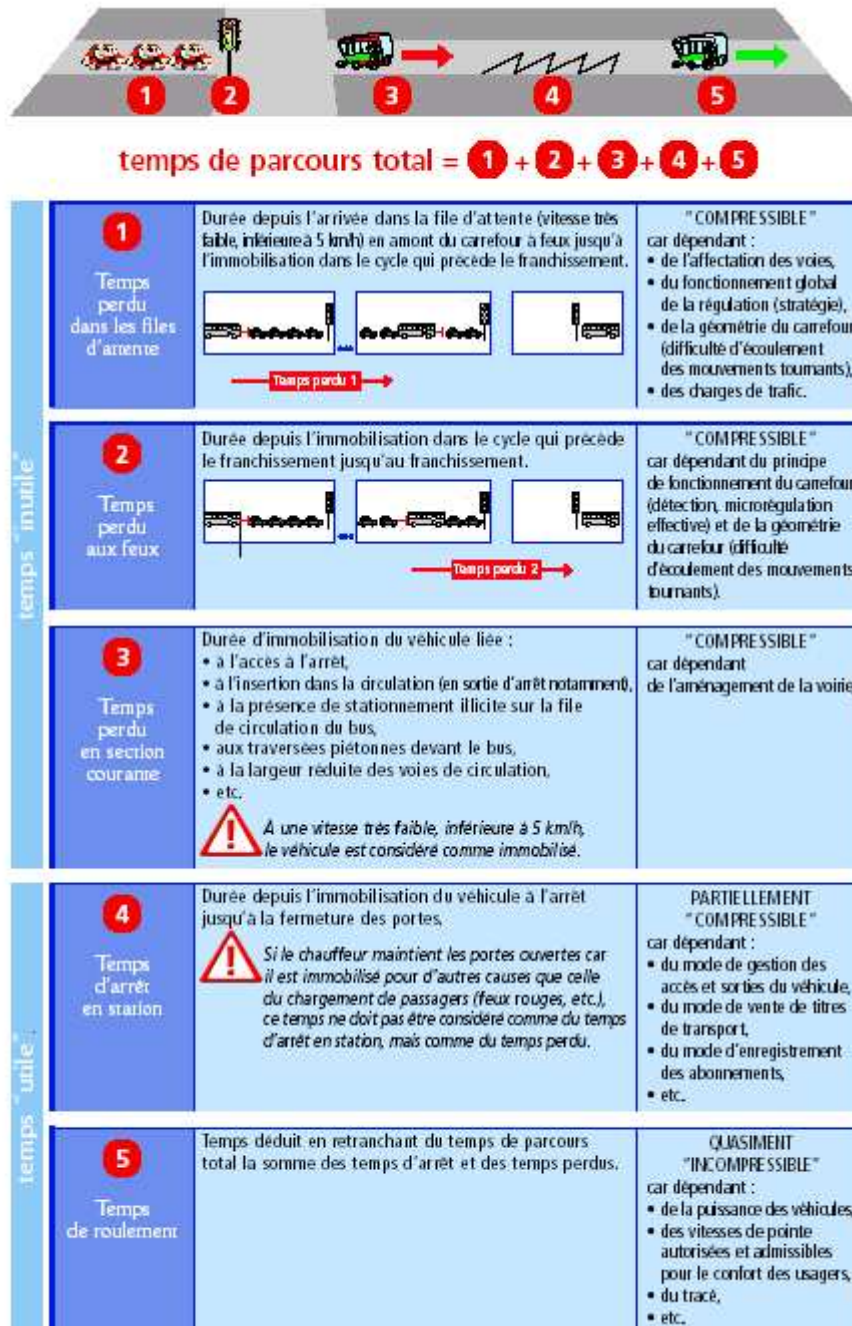 1 2 3 4 5
temps de parcours total = 1 + 2 + 3 + 4 + 5
temps "inutile"
1
Temps
perdu
dans les files
d'attente
Durée depuis l'arrivée dans la file d'attente (vitesse très
faible, inférieure à 5 km/h) en amont du carrefour à feux jusqu'à
l'immobilisation dans le cycle qui précède le franchissement.
Temps perdu 1
"COMPRESSIBLE"
car dépendant :
• de l'affectation des voies,
• du fonctionnement global
de la régulation (stratégie),
• de la géométrie du carrefour
(difficulté d'écoulement
des mouvements tournants),
• des charges de trafic.
2
Temps
perdu
aux feux
Durée depuis l'immobilisation dans le cycle qui précède
le franchissement jusqu'au franchissement.
Temps perdu 2
"COMPRESSIBLE"
car dépendant du principe
de fonctionnement du carrefour
(détection, microrégulation
effective) et de la géométrie
du carrefour (difficulté
d'écoulement des mouvements
tournants).
3
Temps
perdu
en section
courante
Durée d'immobilisation du véhicule liée :
• à l'accès à l'arrêt,
• à l'insertion dans la circulation (en sortie d'arrêt notamment),
• à la présence de stationnement illicite sur la file
de circulation du bus,
• aux traversées piétonnes devant le bus,
• à la largeur réduite des voies de circulation,
• etc.
! À une vitesse très faible, inférieure à 5 km/h,
le véhicule est considéré comme immobilisé.
"COMPRESSIBLE"
car dépendant
de l'aménagement de la voirie
temps "utile"
4
Temps
d'arrêt
en station
Durée depuis l'immobilisation du véhicule à l'arrêt
jusqu'à la fermeture des portes.
! Si le chauffeur maintient les portes ouvertes car
il est immobilisé pour d'autres causes que celle
du chargement de passagers (feux rouges, etc.),
ce temps ne doit pas être considéré comme du temps
d'arrêt en station, mais comme du temps perdu.
PARTIELLEMENT
"COMPRESSIBLE"
car dépendant :
• du mode de gestion des
accès et sorties du véhicule,
• du mode de vente de titres
de transport,
• du mode d'enregistrement
des abonnements,
• etc.
5
Temps
de roulement
Temps déduit en retranchant du temps de parcours
total la somme des temps d'arrêt et des temps perdus.
QUASIMENT
"INCOMPRESSIBLE"
car dépendant :
• de la puissance des véhicules,
• des vitesses de pointe
autorisées et admissibles
pour le confort des usagers,
• du tracé,
• etc.